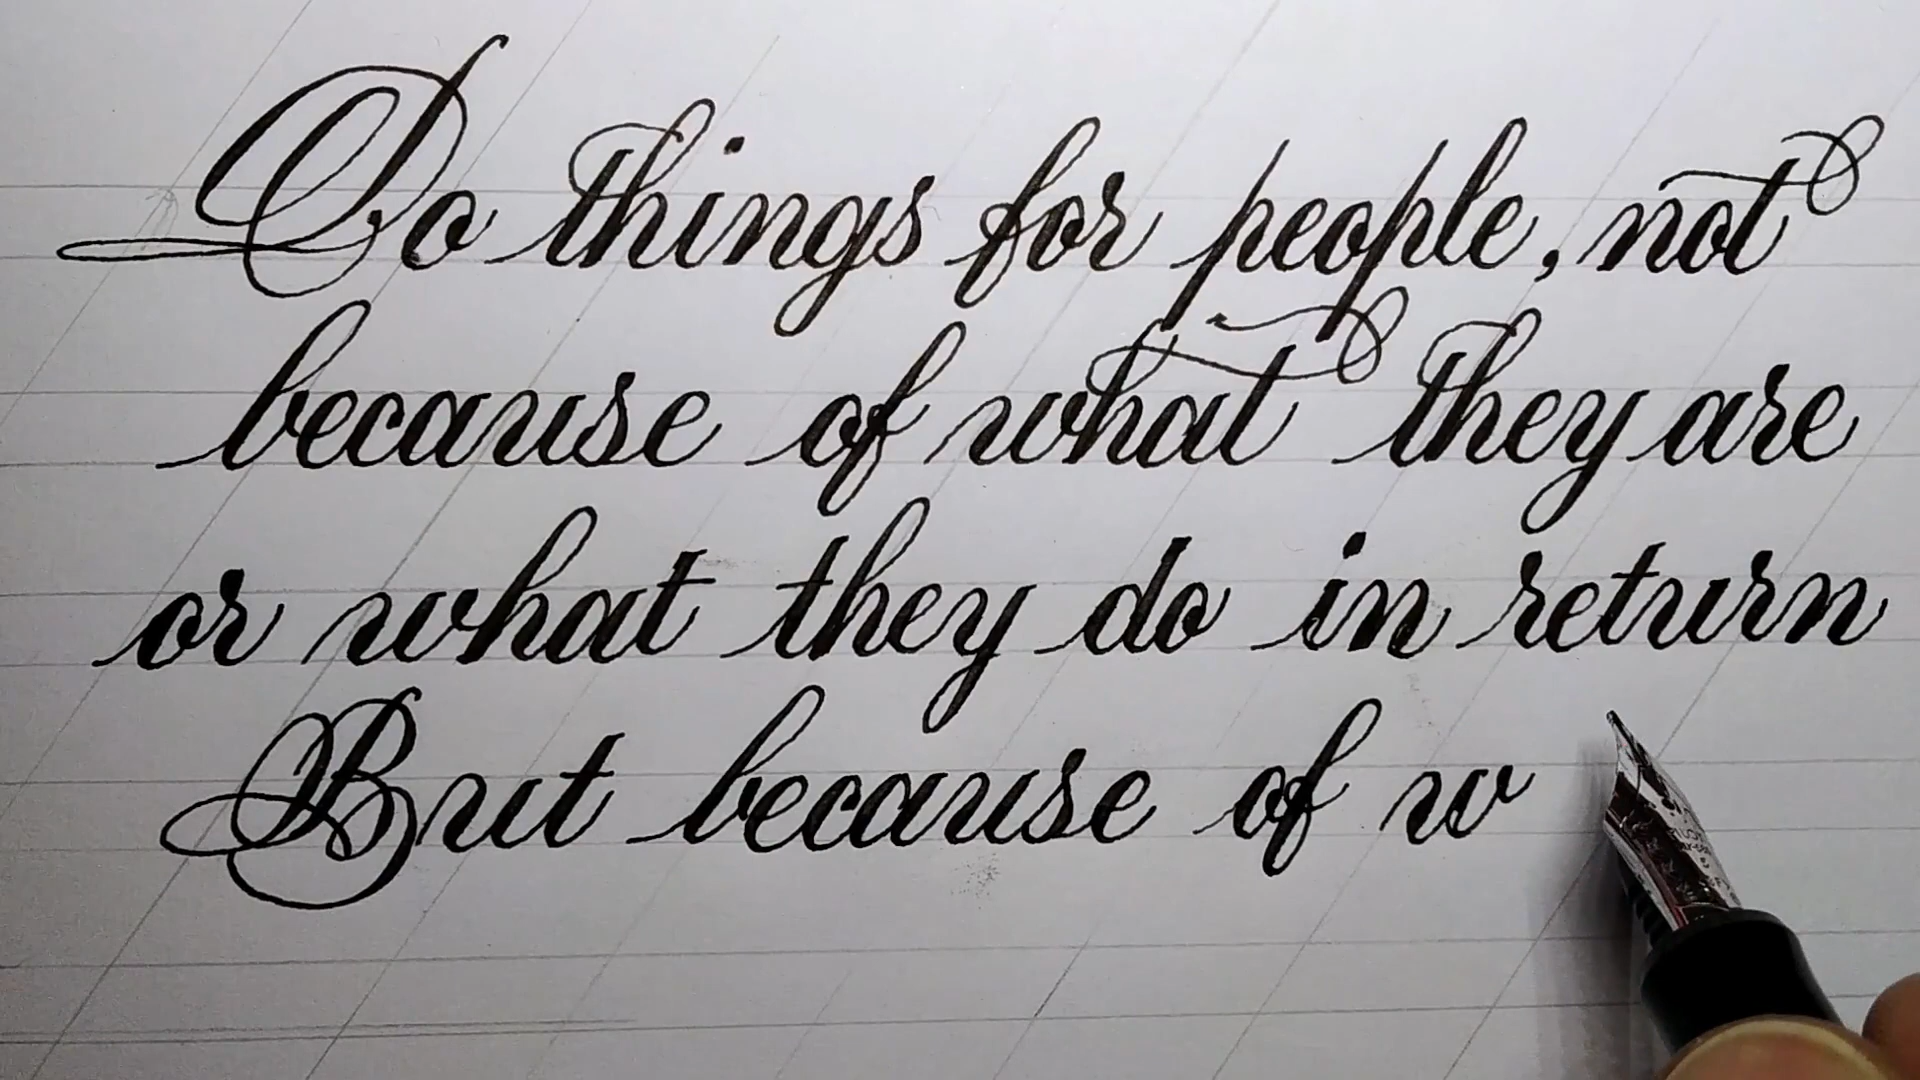 Do things for people, not
because of what they are
or what they do in return
But because of w
PILOT